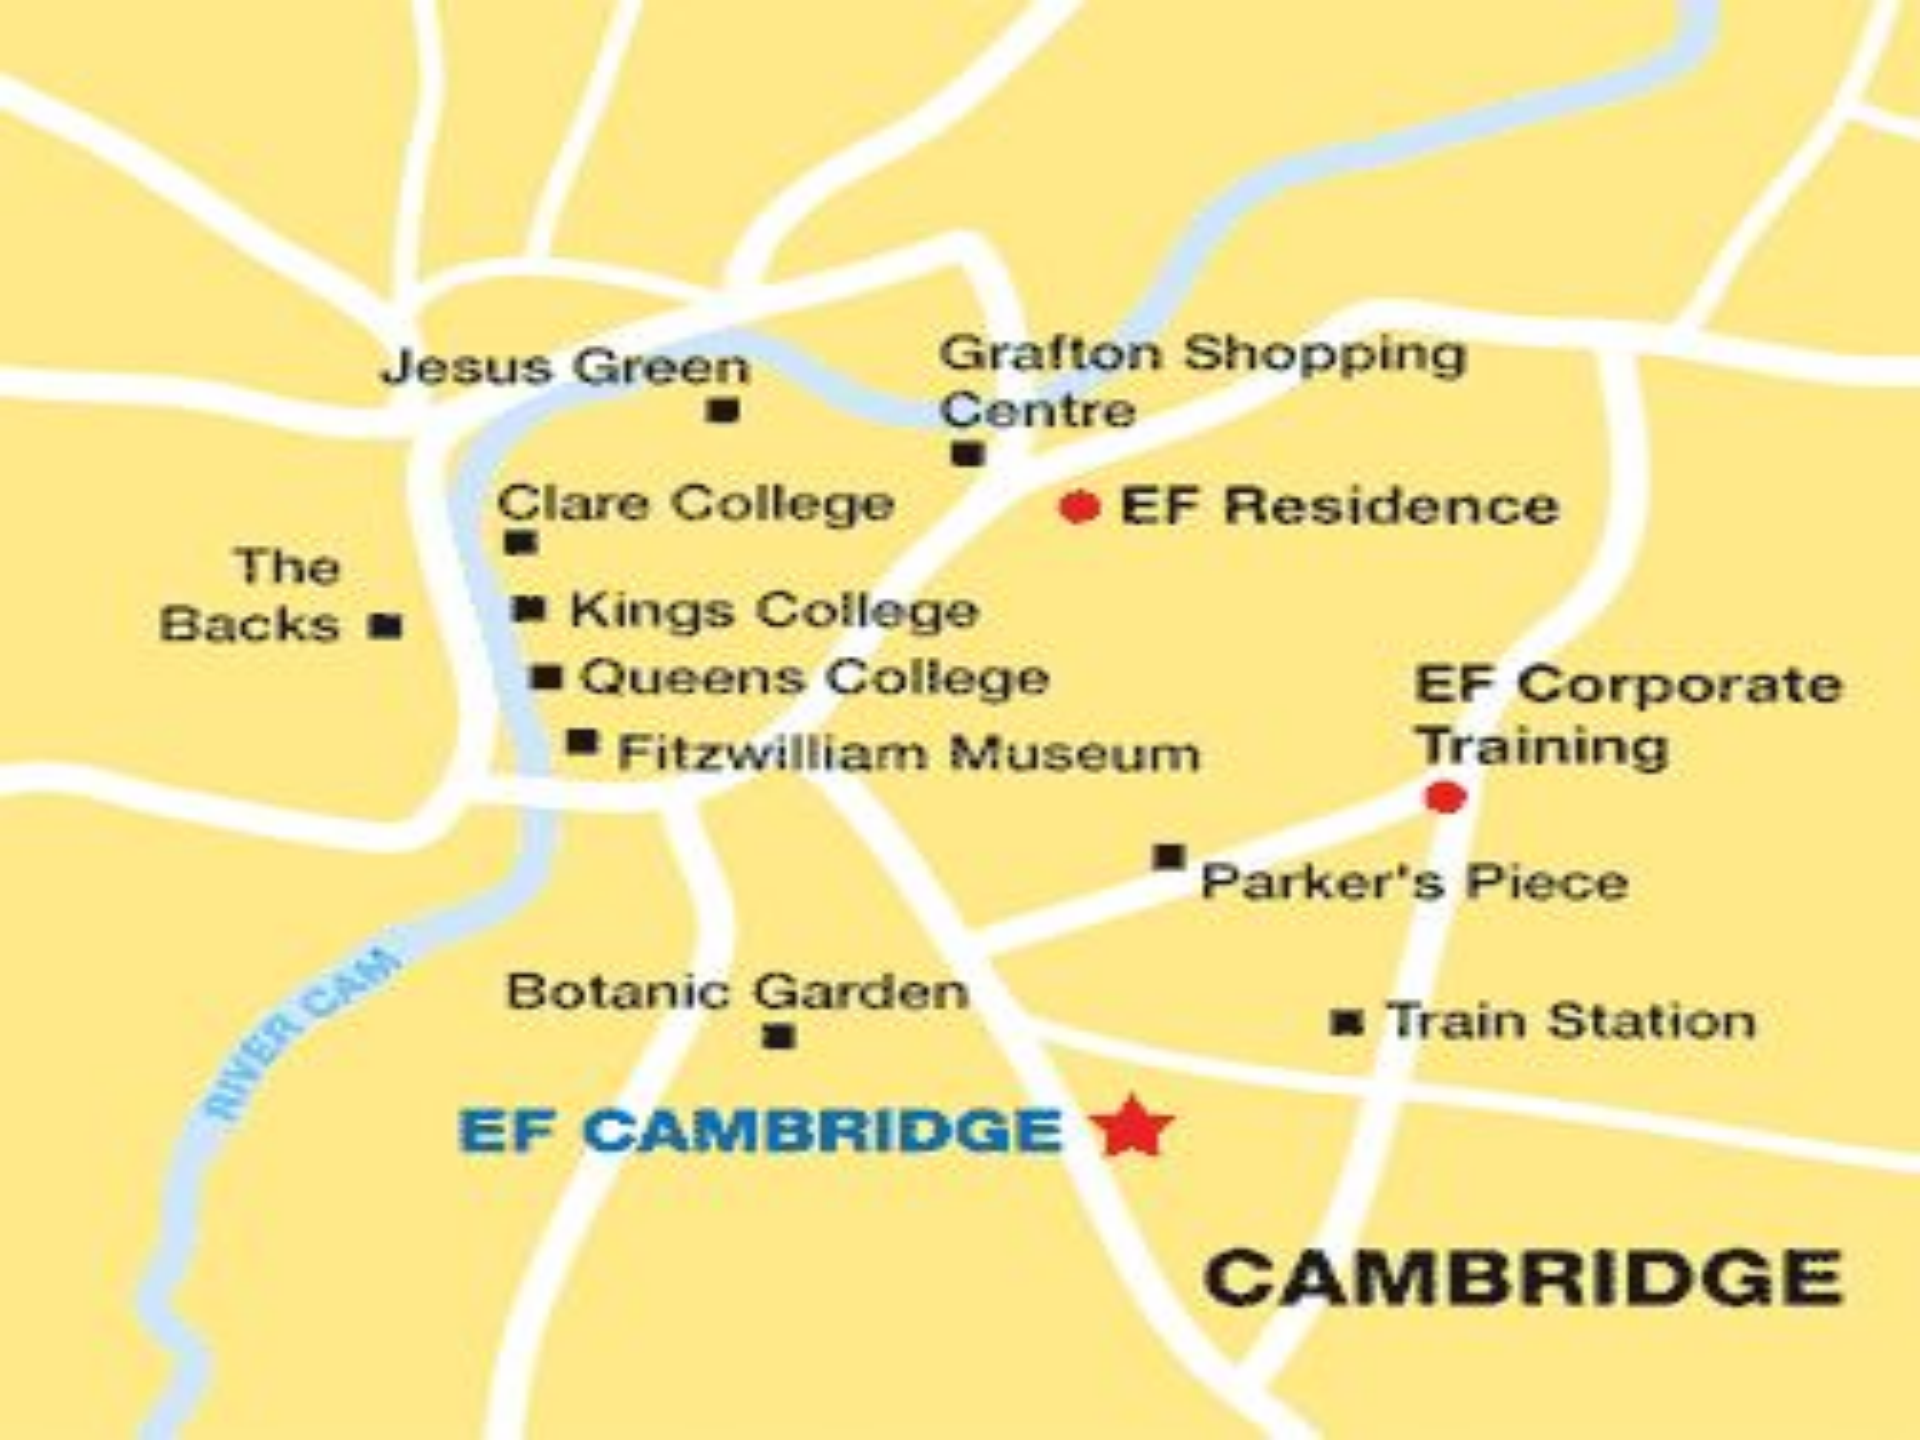 Jesus Green
Grafton Shopping
Centre
Clare College
EF Residence
The
Backs
Kings College
Queens College
EF Corporate
Training
Fitzwilliam Museum
Parker's Piece
RIVER CAM
Botanic Garden
Train Station
EF CAMBRIDGE
CAMBRIDGE